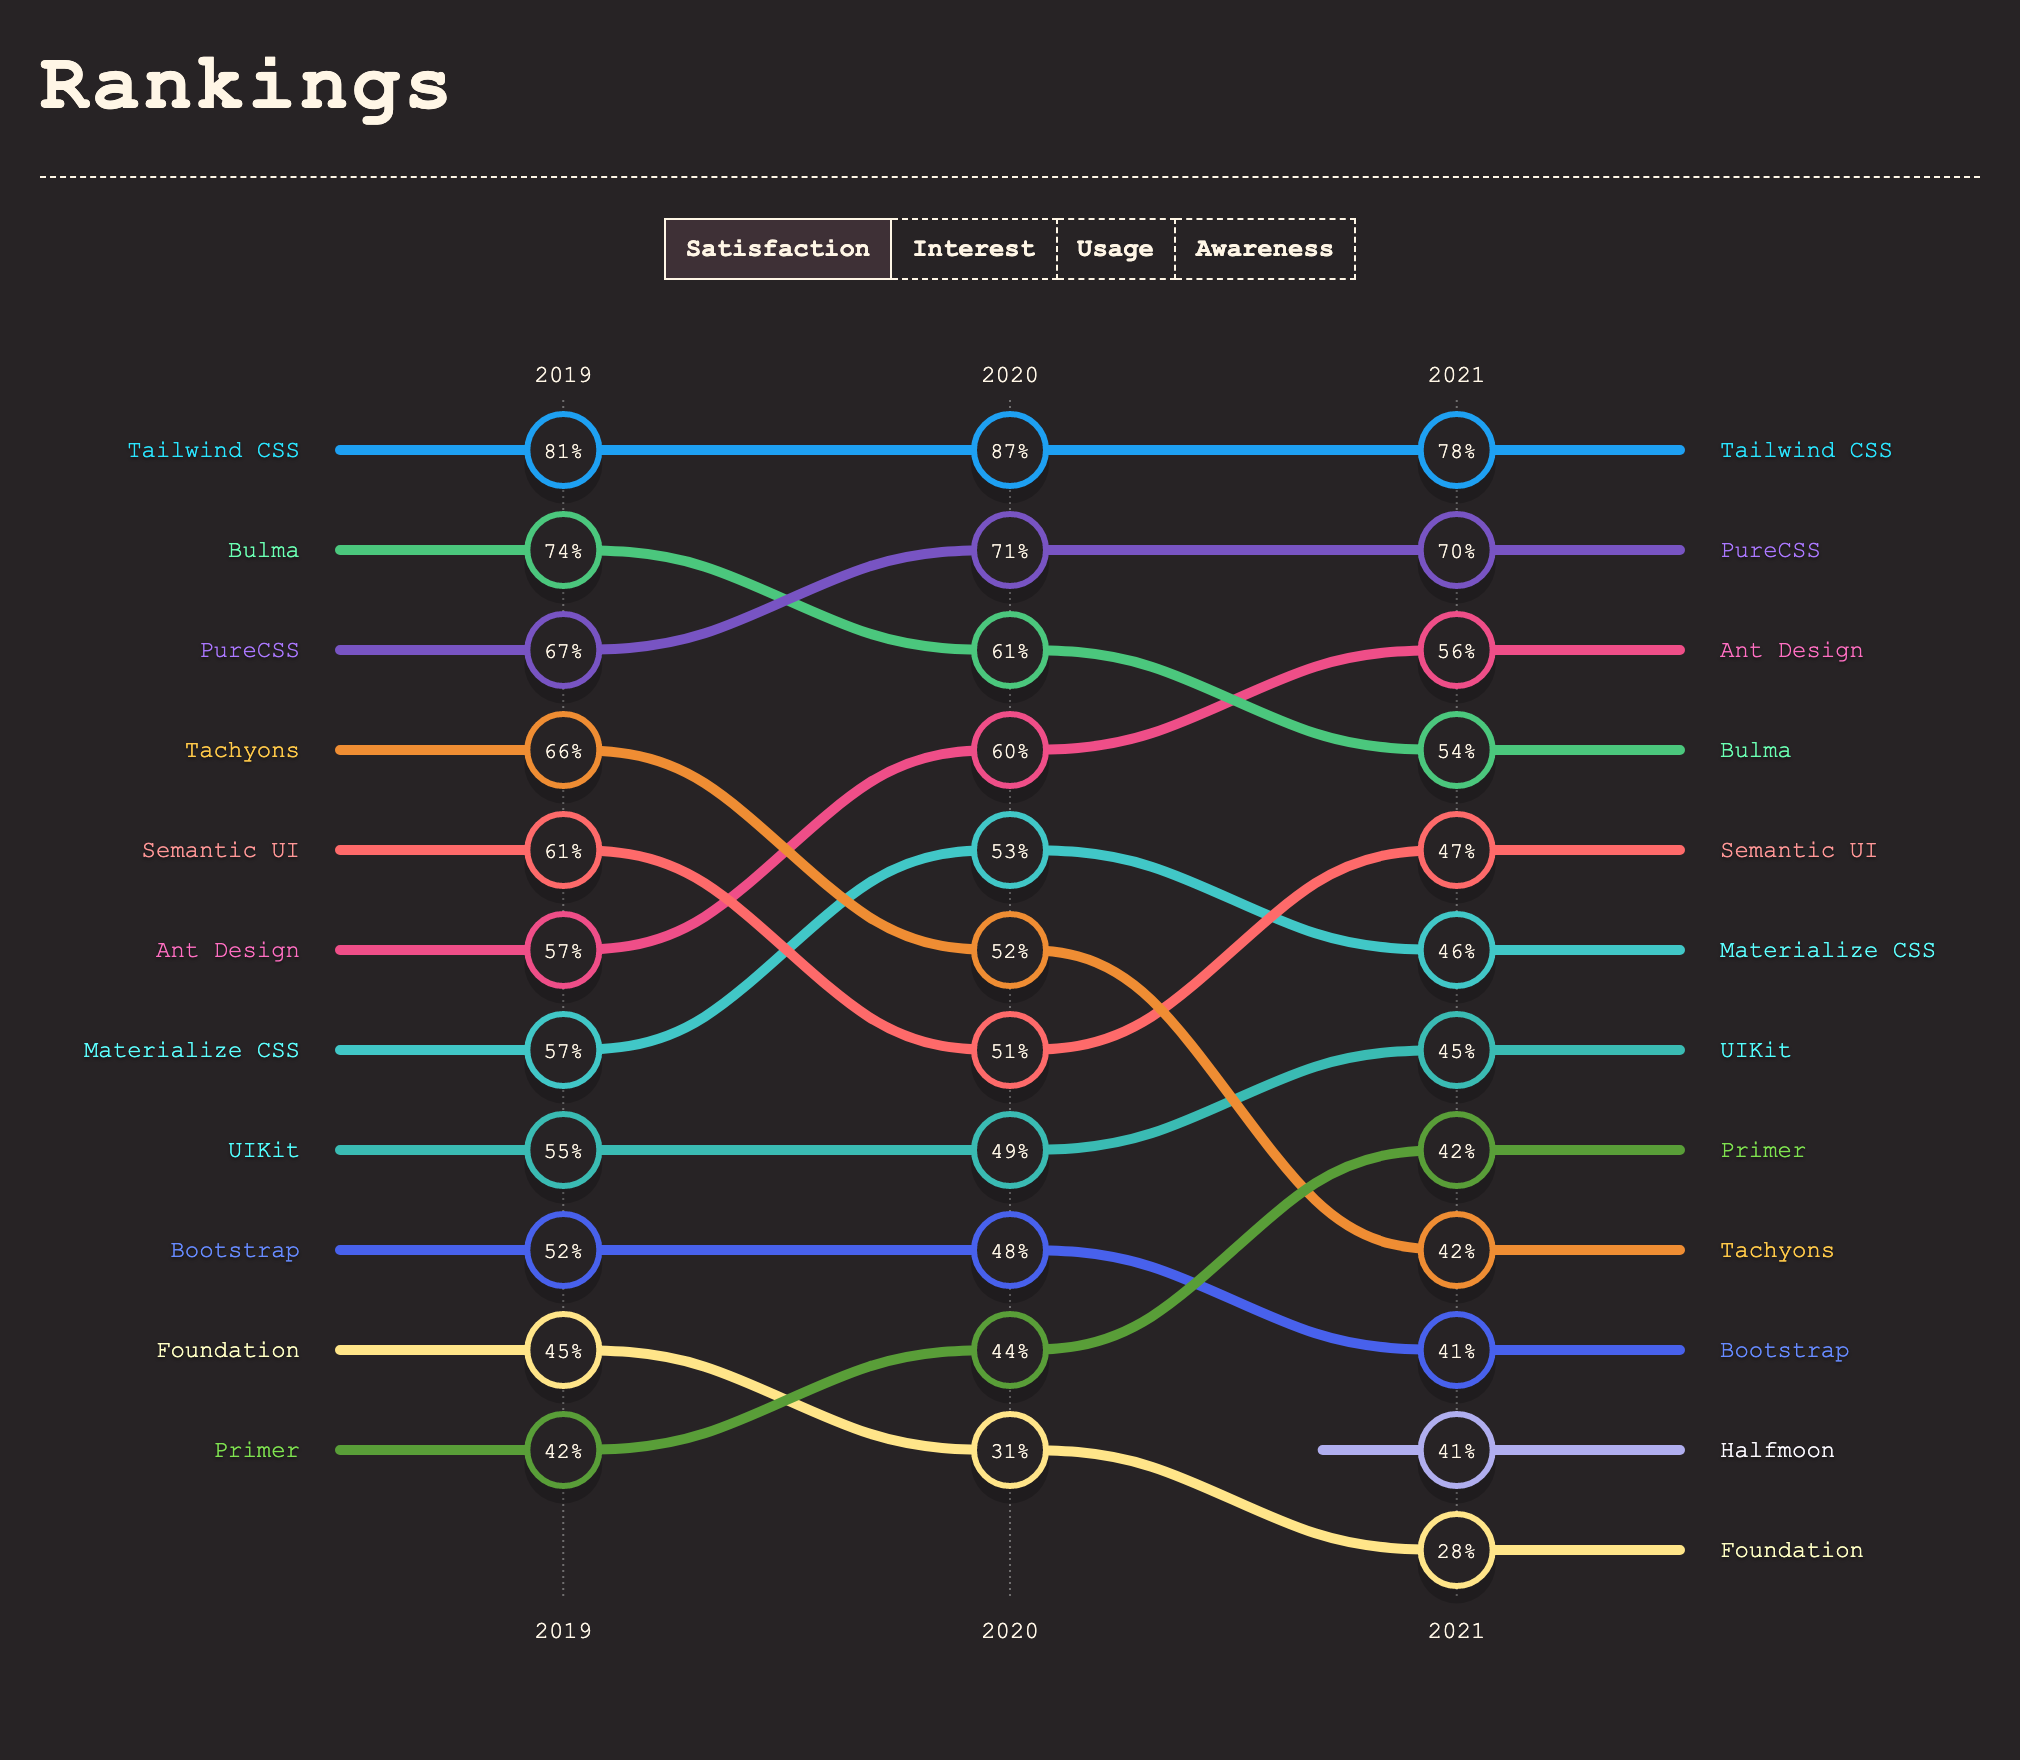 Rankings
Satisfaction Interest Usage Awareness
2019 2020 2021
Tailwind CSS 81% 87% 78% Tailwind CSS
Bulma 74% 71% 70% PureCSS
PureCSS 67% 61% 56% Ant Design
Tachyons 66% 60% 54% Bulma
Semantic UI 61% 53% 47% Semantic UI
Ant Design 57% 52% 46% Materialize CSS
Materialize CSS 57% 51% 45% UIKit
UIKit 55% 49% 42% Primer
Bootstrap 52% 48% 42% Tachyons
Foundation 45% 44% 41% Bootstrap
Primer 42% 31% 41% Halfmoon
28% Foundation
2019 2020 2021